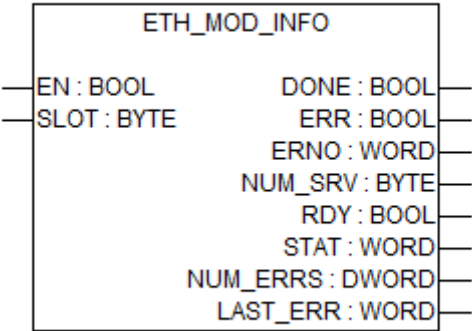 ETH_MOD_INFO
EN : BOOL DONE : BOOL
SLOT : BYTE ERR : BOOL
ERNO : WORD
NUM_SRV : BYTE
RDY : BOOL
STAT : WORD
NUM_ERRS : DWORD
LAST_ERR : WORD